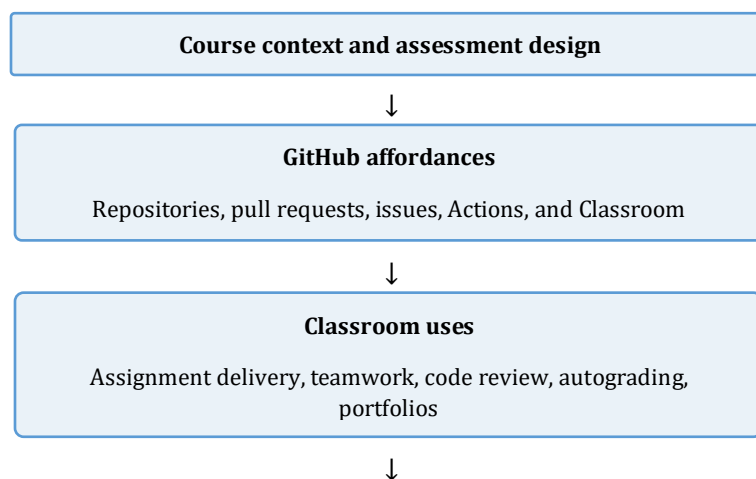 Course context and assessment design
↓
GitHub affordances
Repositories, pull requests, issues, Actions, and Classroom
↓
Classroom uses
Assignment delivery, teamwork, code review, autograding,
portfolios
↓